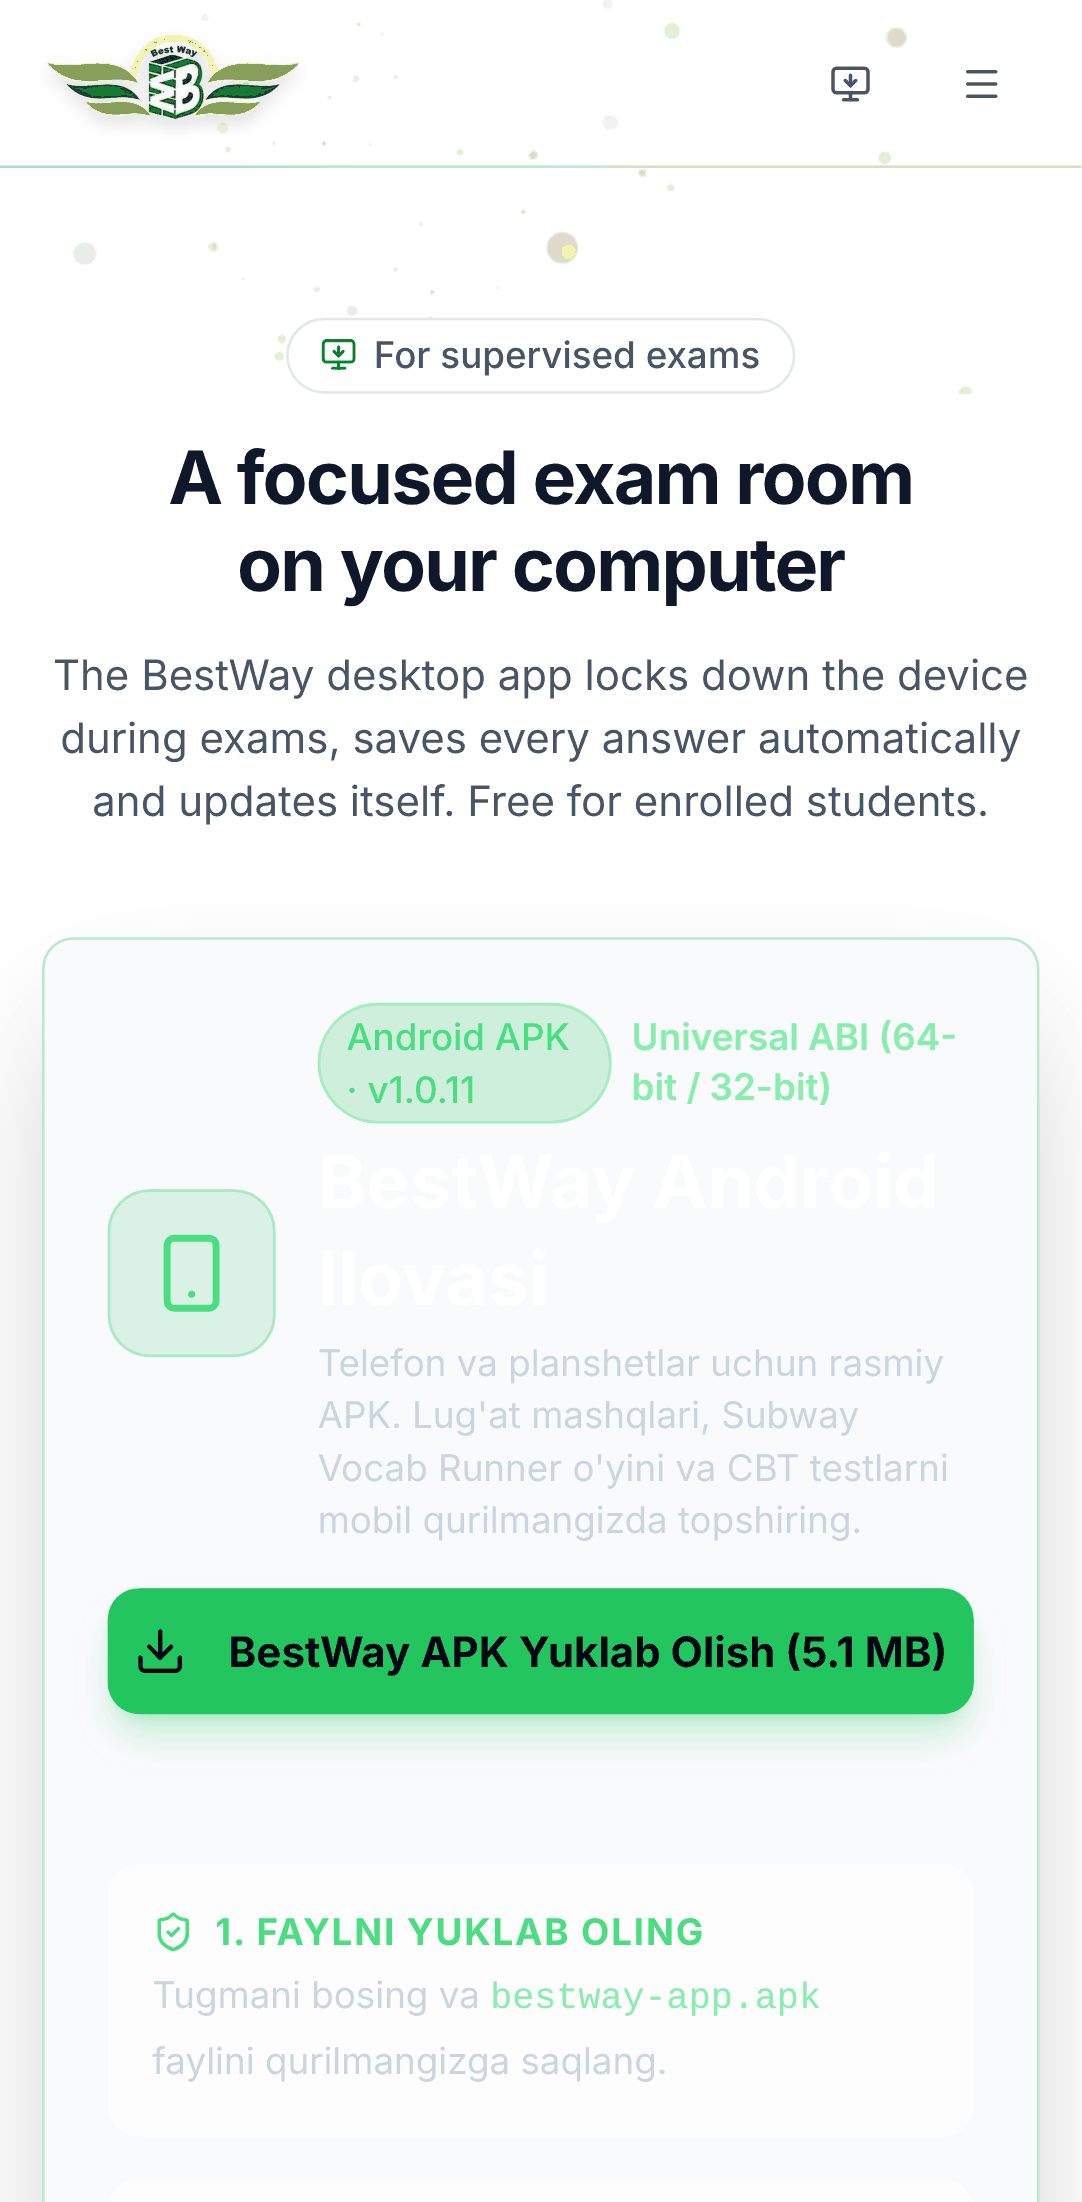 Best Way
For supervised exams
A focused exam room
on your computer
The BestWay desktop app locks down the device
during exams, saves every answer automatically
and updates itself. Free for enrolled students.
Android APK
· v1.0.11
Universal ABI (64-
bit / 32-bit)
BestWay Android
Ilovasi
Telefon va planshetlar uchun rasmiy
APK. Lug'at mashqlari, Subway
Vocab Runner o'yini va CBT testlarni
mobil qurilmangizda topshiring.
BestWay APK Yuklab Olish (5.1 MB)
1. FAYLNI YUKLAB OLING
Tugmani bosing va bestway-app.apk
faylini qurilmangizga saqlang.